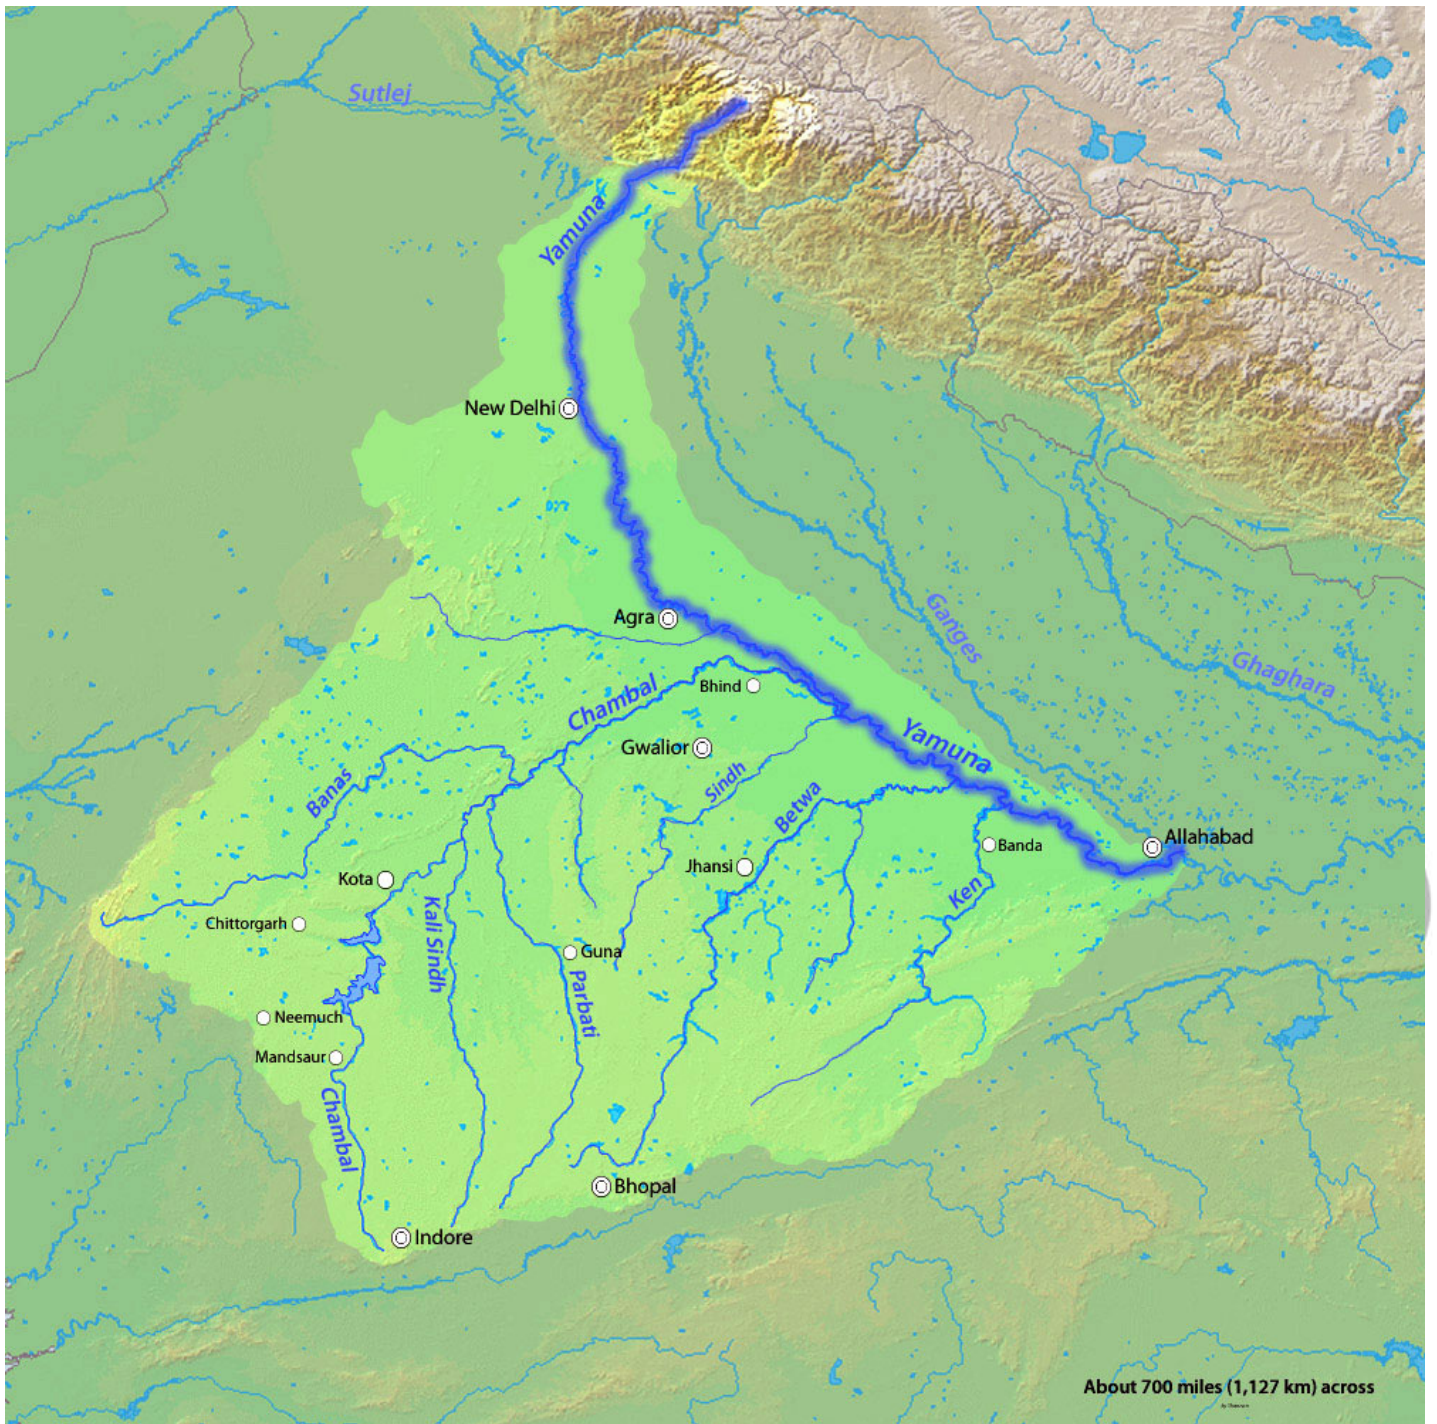 Sutlej
Yamuna
New Delhi
Agra
Ganges
Ghaghara
Chambal
Bhind
Gwalior
Yamuna
Banas
Sindh
Betwa
Allahabad
Jhansi
Banda
Kota
Ken
Kali Sindh
Chittorgarh
Guna
Parbati
Neemuch
Mandsaur
Chambal
Bhopal
Indore
About 700 miles (1,127 km) across